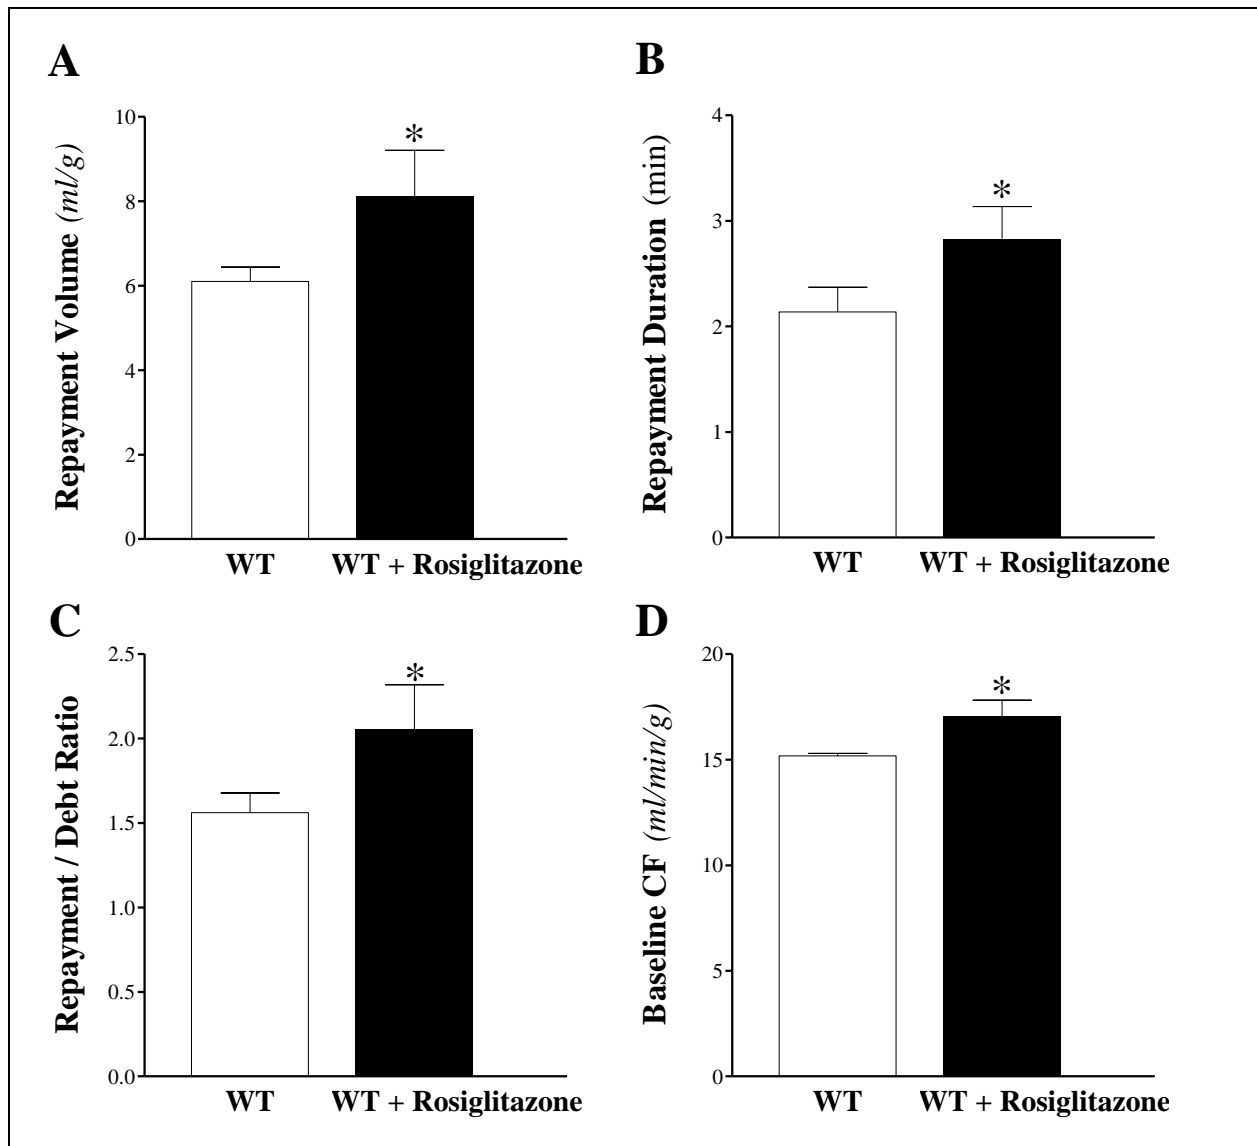 A
Repayment Volume (ml/g)
10
8
6
4
2
0
*
WT
WT + Rosiglitazone
B
Repayment Duration (min)
4
3
2
1
0
*
WT
WT + Rosiglitazone
C
Repayment / Debt Ratio
2.5
2.0
1.5
1.0
0.5
0.0
*
WT
WT + Rosiglitazone
D
Baseline CF (ml/min/g)
20
15
10
5
0
*
WT
WT + Rosiglitazone